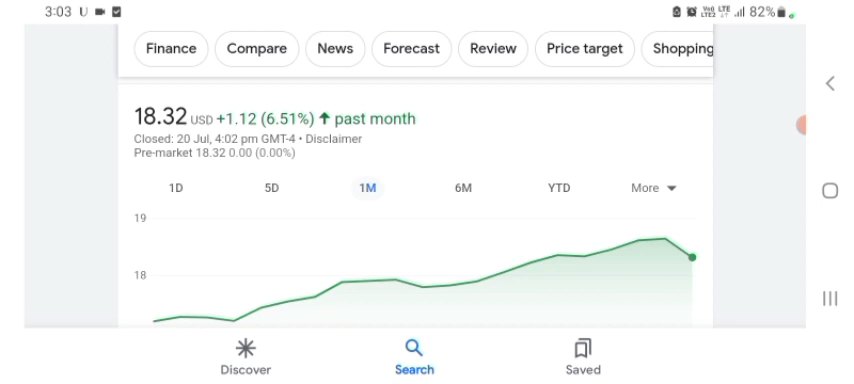 3:03 U LTE 82%
Finance Compare News Forecast Review Price target Shopping
18.32 USD +1.12 (6.51%) ↑ past month
Closed: 20 Jul, 4:02 pm GMT-4 • Disclaimer
Pre-market 18.32 0.00 (0.00%)
1D 5D 1M 6M YTD More
19
18
Discover Search Saved